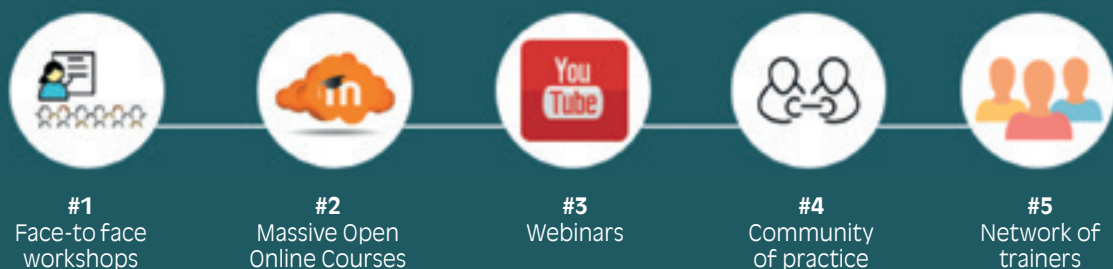 You
Tube
#1
Face-to face
workshops
#2
Massive Open
Online Courses
#3
Webinars
#4
Community
of practice
#5
Network of
trainers